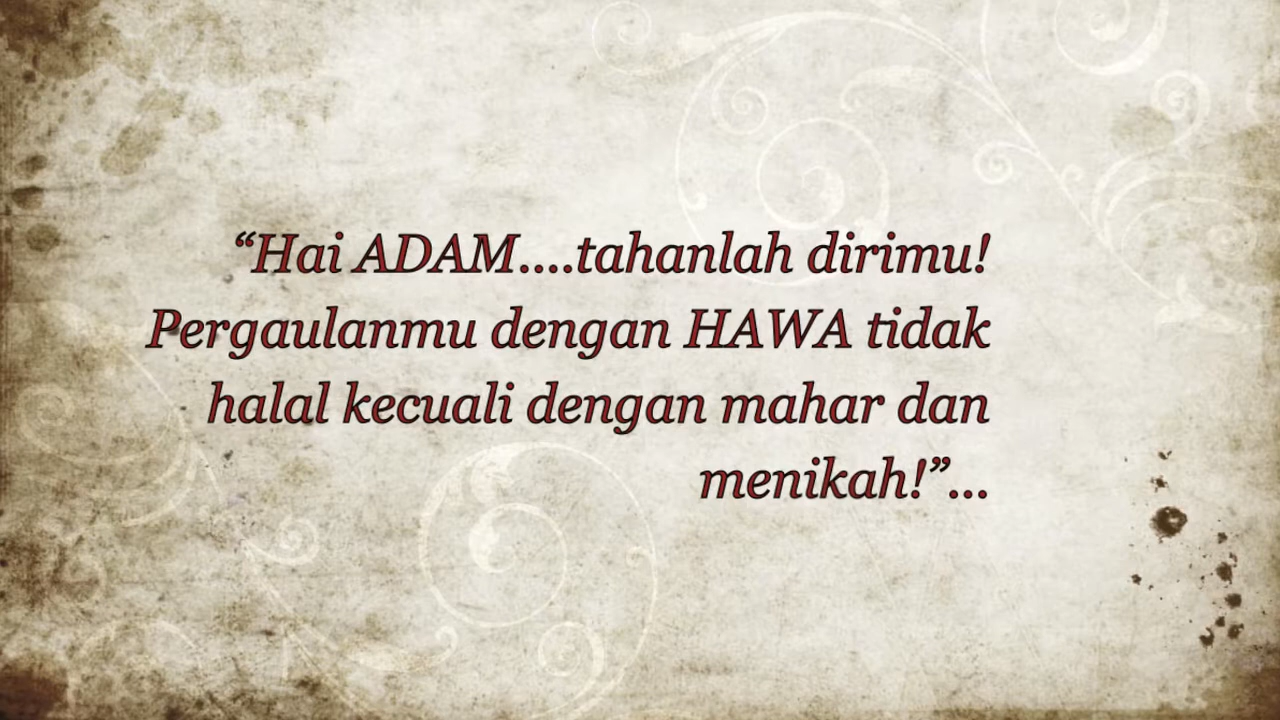 “Hai ADAM....tahanlah dirimu!
Pergaulanmu dengan HAWA tidak
halal kecuali dengan mahar dan
menikah!”...